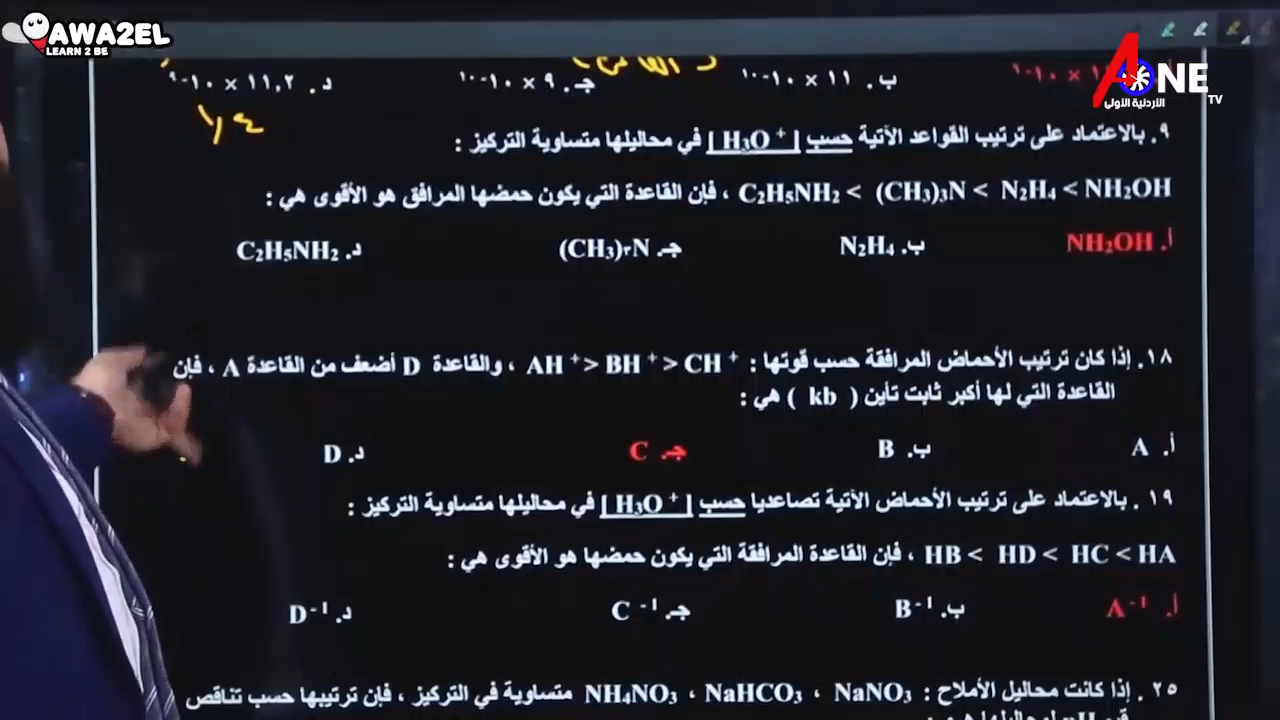 AWA2EL
LEARN 2 BE
ONE TV
الأردنية الأولى
ب. ١١ × ١٠-١٠ جـ. ٩ × ١٠-١٠ د. ١١,٢ × ١٠-٩
١,٤
٩. بالاعتماد على ترتيب القواعد الآتية حسب [H3O +] في محاليلها متساوية التركيز :
C2H5NH2 < (CH3)3N < N2H4 < NH2OH ، فإن القاعدة التي يكون حمضها المرافق هو الأقوى هي :
أ. NH2OH ب. N2H4 جـ. (CH3)٣N د. C2H5NH2
١٨. إذا كان ترتيب الأحماض المرافقة حسب قوتها : AH + > BH + > CH + ، والقاعدة D أضعف من القاعدة A ، فإن
القاعدة التي لها أكبر ثابت تأين ( kb ) هي :
أ. A ب. B جـ. C د. D
١٩. بالاعتماد على ترتيب الأحماض الآتية تصاعديا حسب [H3O +] في محاليلها متساوية التركيز :
HB < HD < HC < HA ، فإن القاعدة المرافقة التي يكون حمضها هو الأقوى هي :
أ. A-1 ب. B-1 جـ. C-1 د. D-1
٢٥. إذا كانت محاليل الأملاح : NaNO3 ، NaHCO3 ، NH4NO3 متساوية في التركيز ، فإن ترتيبها حسب تناقص